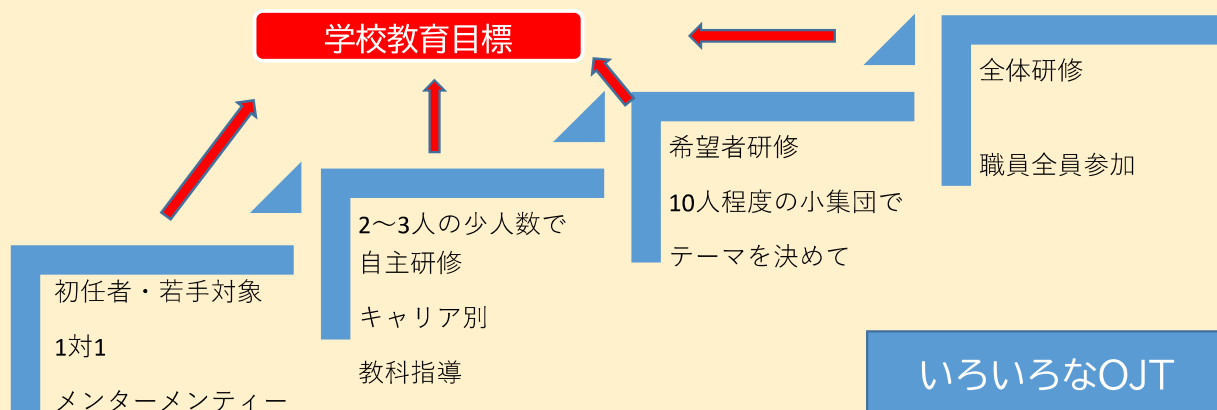 学校教育目標
初任者・若手対象
1対1
メンターメンティー
2～3人の少人数で
自主研修
キャリア別
教科指導
希望者研修
10人程度の小集団で
テーマを決めて
全体研修
職員全員参加
いろいろなOJT